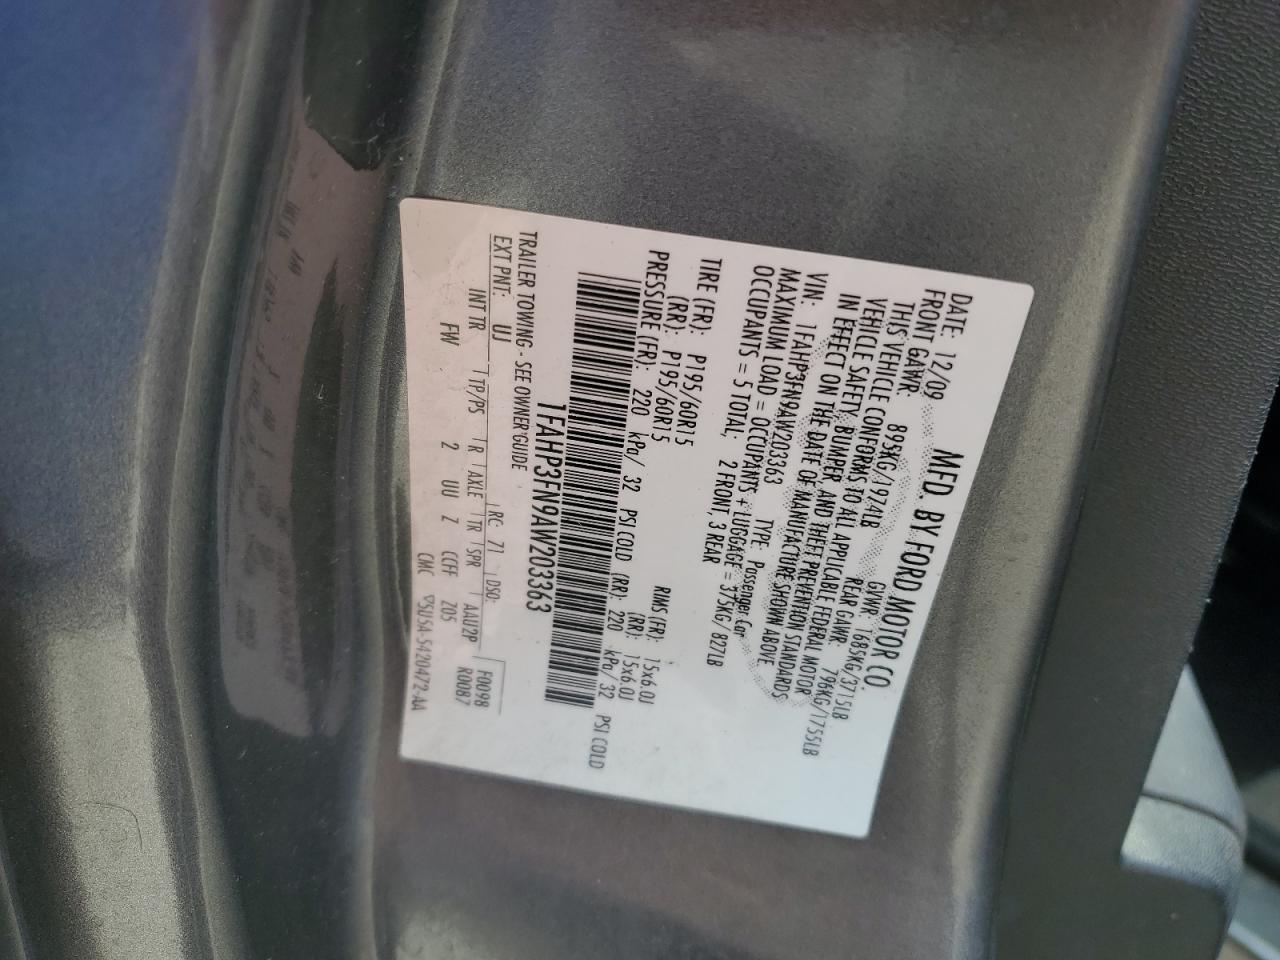 MFD. BY FORD MOTOR CO.
DATE: 12/09 GVWR: 1685KG/3715LB
FRONT GAWR: 895KG/1974LB REAR GAWR: 796KG/1755LB
THIS VEHICLE CONFORMS TO ALL APPLICABLE FEDERAL MOTOR
VEHICLE SAFETY, BUMPER, AND THEFT PREVENTION STANDARDS
IN EFFECT ON THE DATE OF MANUFACTURE SHOWN ABOVE.
VIN: 1FAHP3FN9AW203363 TYPE: Passenger Car
MAXIMUM LOAD = OCCUPANTS + LUGGAGE = 375KG / 827LB
OCCUPANTS = 5 TOTAL; 2 FRONT, 3 REAR
TIRE (FR): P195/60R15 RIMS (FR): 15x6.0J
(RR): P195/60R15 (RR): 15x6.0J
PRESSURE (FR): 220 kPa/ 32 PSI COLD (RR): 220 kPa/ 32 PSI COLD
1FAHP3FN9AW203363
TRAILER TOWING - SEE OWNER GUIDE
EXT PNT: UJ RC: 71 DSO: F0098
INT TR TP/PS R AXLE TR SPR AAU2P R0087
FW 2 UU Z CCFF Z05
CMC 5U5A-5420472-AA